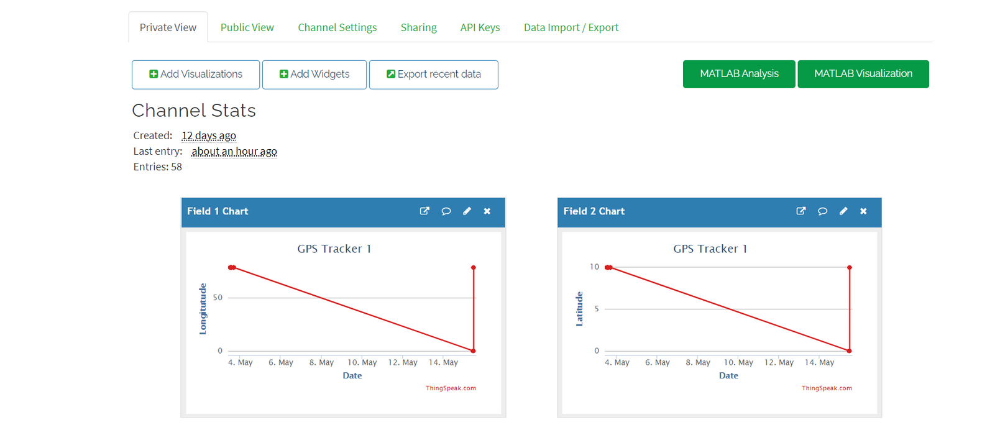 Private View Public View Channel Settings Sharing API Keys Data Import / Export
Add Visualizations Add Widgets Export recent data MATLAB Analysis MATLAB Visualization
Channel Stats
Created: 12 days ago
Last entry: about an hour ago
Entries: 58
Field 1 Chart
GPS Tracker 1
Longitutude
50
0
4. May 6. May 8. May 10. May 12. May 14. May
Date
ThingSpeak.com
Field 2 Chart
GPS Tracker 1
Latitude
10
5
0
4. May 6. May 8. May 10. May 12. May 14. May
Date
ThingSpeak.com